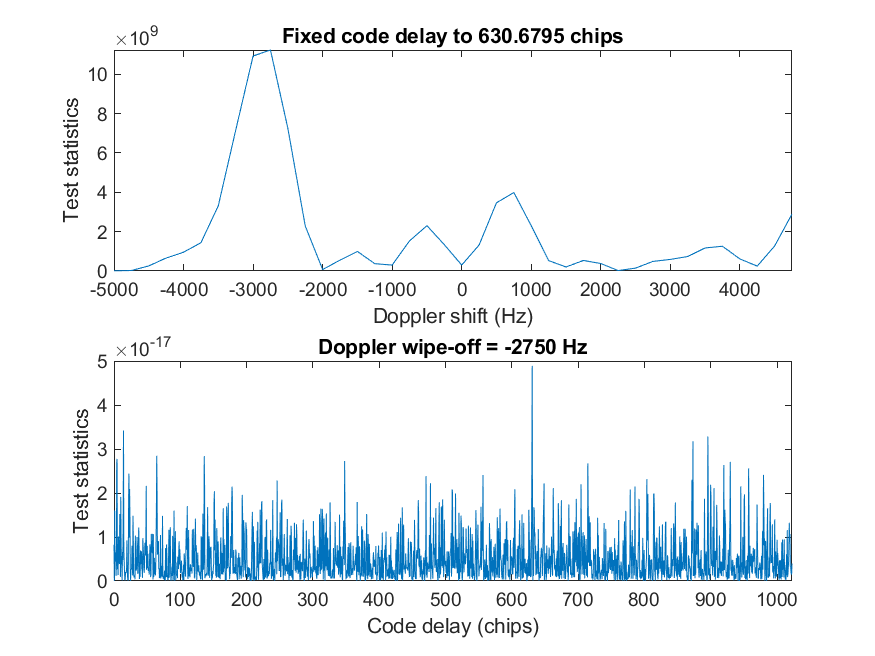 ×10⁹
Fixed code delay to 630.6795 chips
10
8
6
4
2
0
Test statistics
-5000 -4000 -3000 -2000 -1000 0 1000 2000 3000 4000
Doppler shift (Hz)
×10⁻¹⁷
Doppler wipe-off = -2750 Hz
5
4
3
2
1
0
Test statistics
0 100 200 300 400 500 600 700 800 900 1000
Code delay (chips)